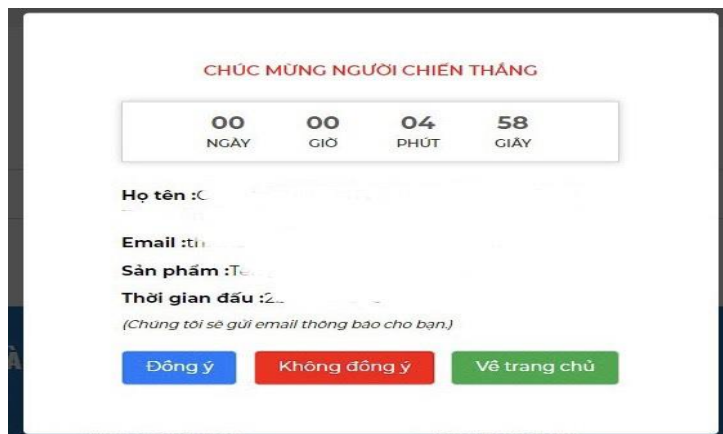 CHÚC MỪNG NGƯỜI CHIẾN THẮNG
00 00 04 58
NGÀY GIỜ PHÚT GIÂY
Họ tên :
Email :
Sản phẩm :
Thời gian đấu :
(Chúng tôi sẽ gửi email thông báo cho bạn.)
Đồng ý Không đồng ý Về trang chủ